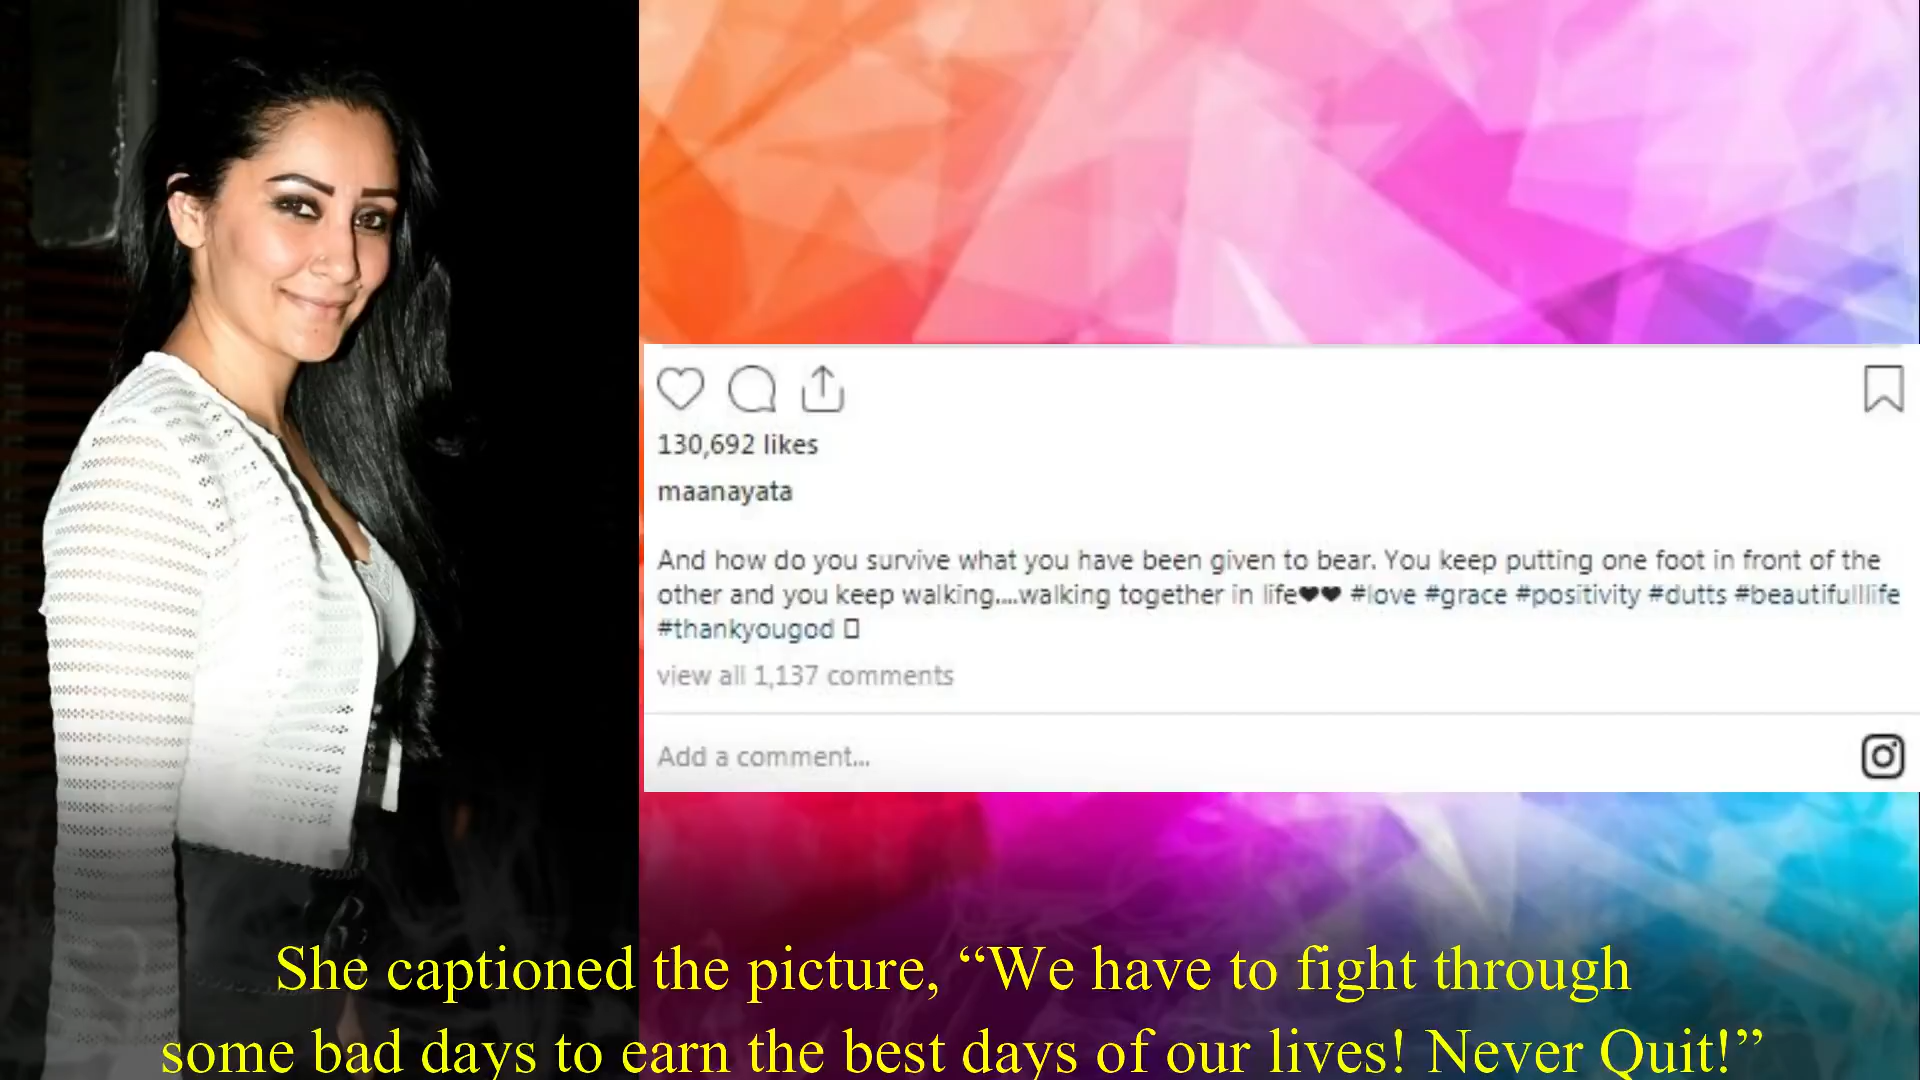 130,692 likes
maanayata
And how do you survive what you have been given to bear. You keep putting one foot in front of the
other and you keep walking....walking together in life❤❤ #love #grace #positivity #dutts #beautifulllife
#thankyougod
view all 1,137 comments
Add a comment...
She captioned the picture, “We have to fight through
some bad days to earn the best days of our lives! Never Quit!”